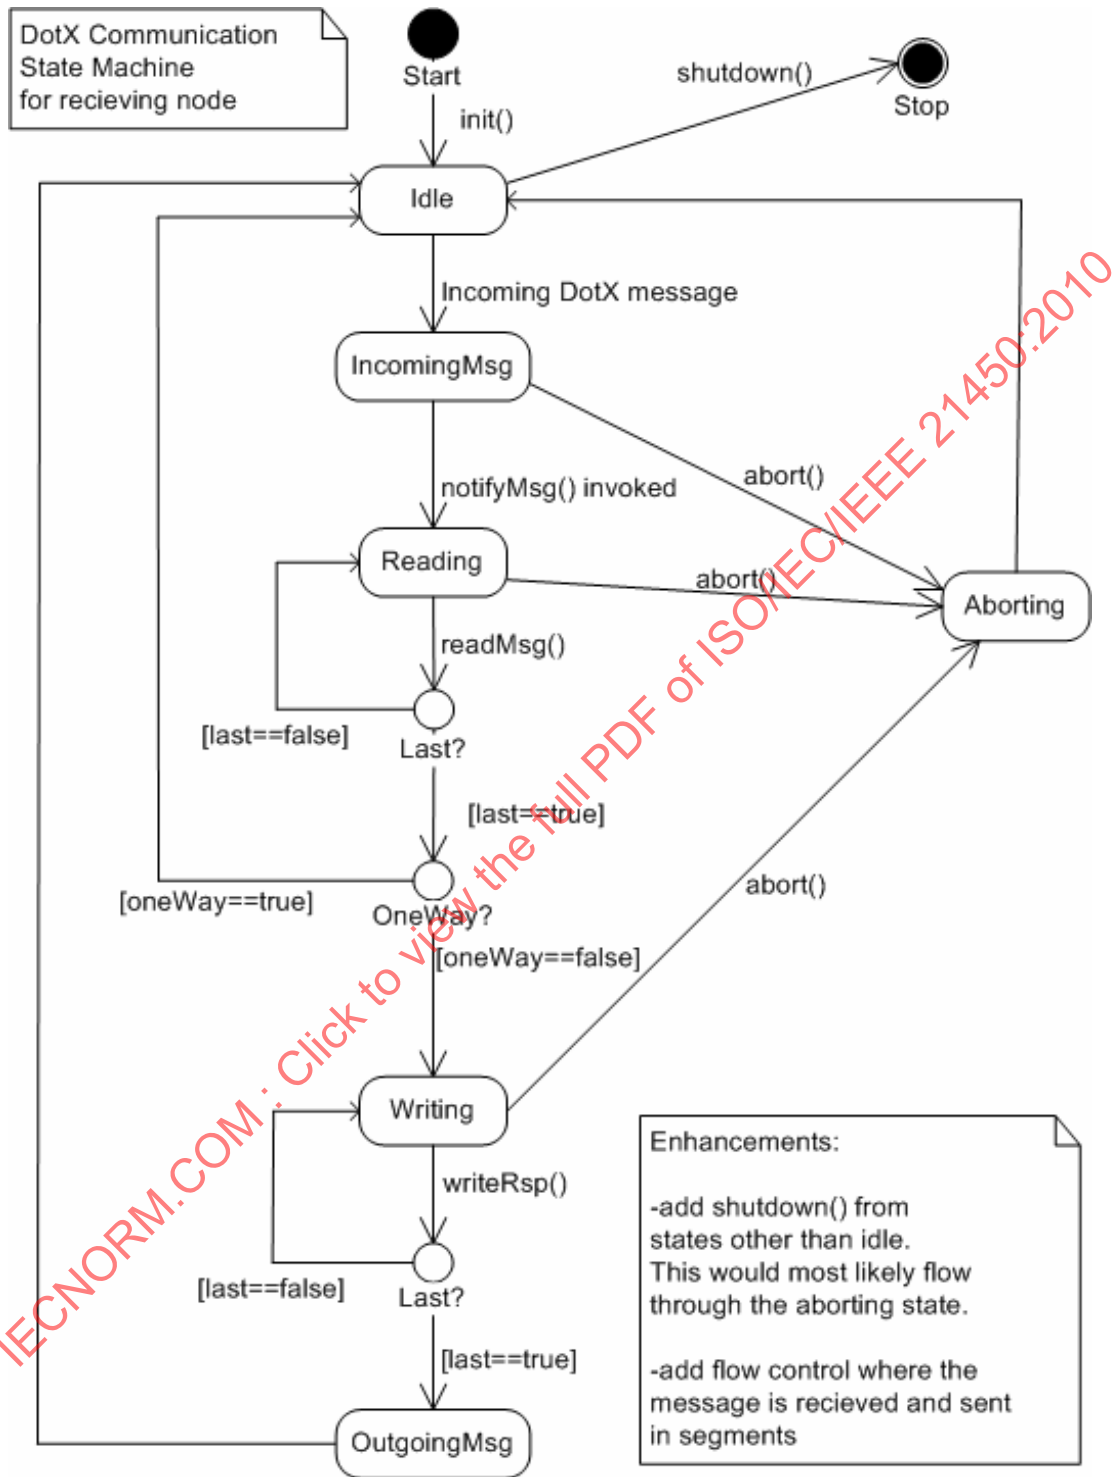 DotX Communication
State Machine
for recieving node
Start
shutdown()
Stop
init()
Idle
Incoming DotX message
IncomingMsg
abort()
notifyMsg() invoked
Reading
abort()
Aborting
readMsg()
[last==false]
Last?
[last==true]
[oneWay==true]
OneWay?
abort()
[oneWay==false]
Writing
writeRsp()
[last==false]
Last?
[last==true]
OutgoingMsg
Enhancements:
-add shutdown() from
states other than idle.
This would most likely flow
through the aborting state.
-add flow control where the
message is recieved and sent
in segments
IECNORM.COM : Click to view the full PDF of ISO/IEC/IEEE 21450:2010